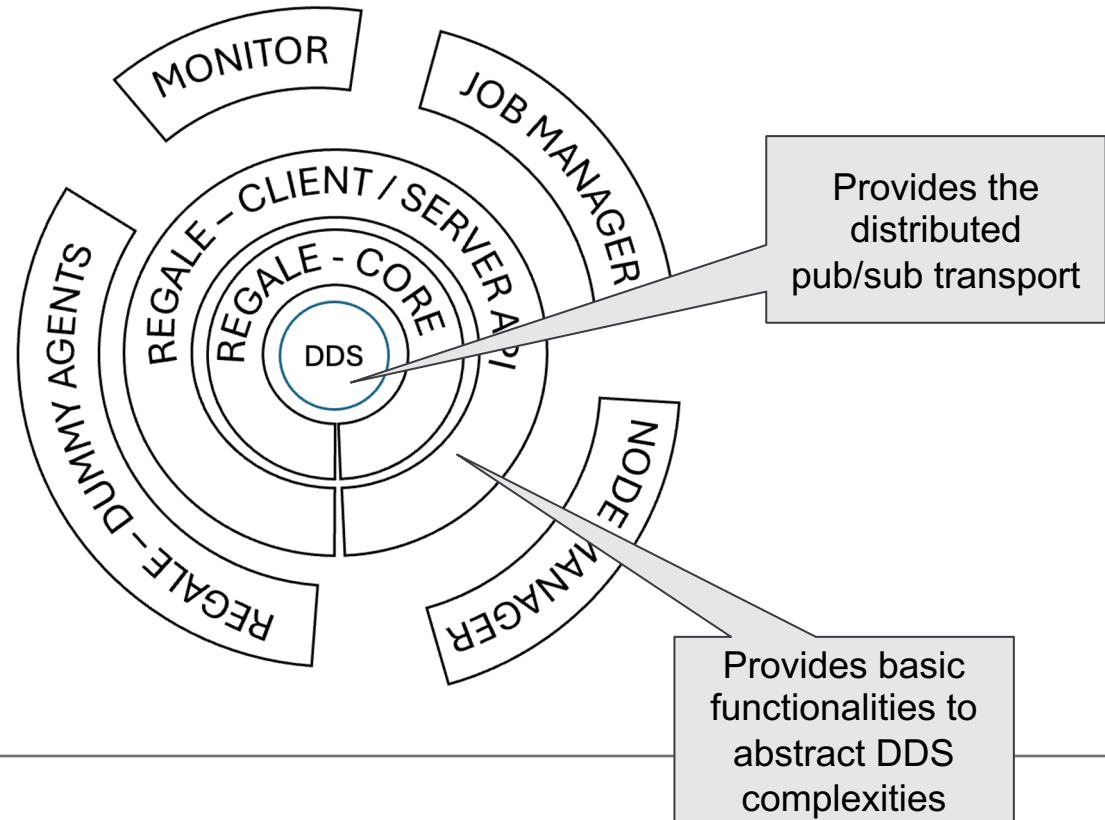 MONITOR
JOB MANAGER
REGALE – CLIENT / SERVER API
REGALE - CORE
DDS
REGALE – DUMMY AGENTS
NODE MANAGER
Provides the
distributed
pub/sub transport
Provides basic
functionalities to
abstract DDS
complexities